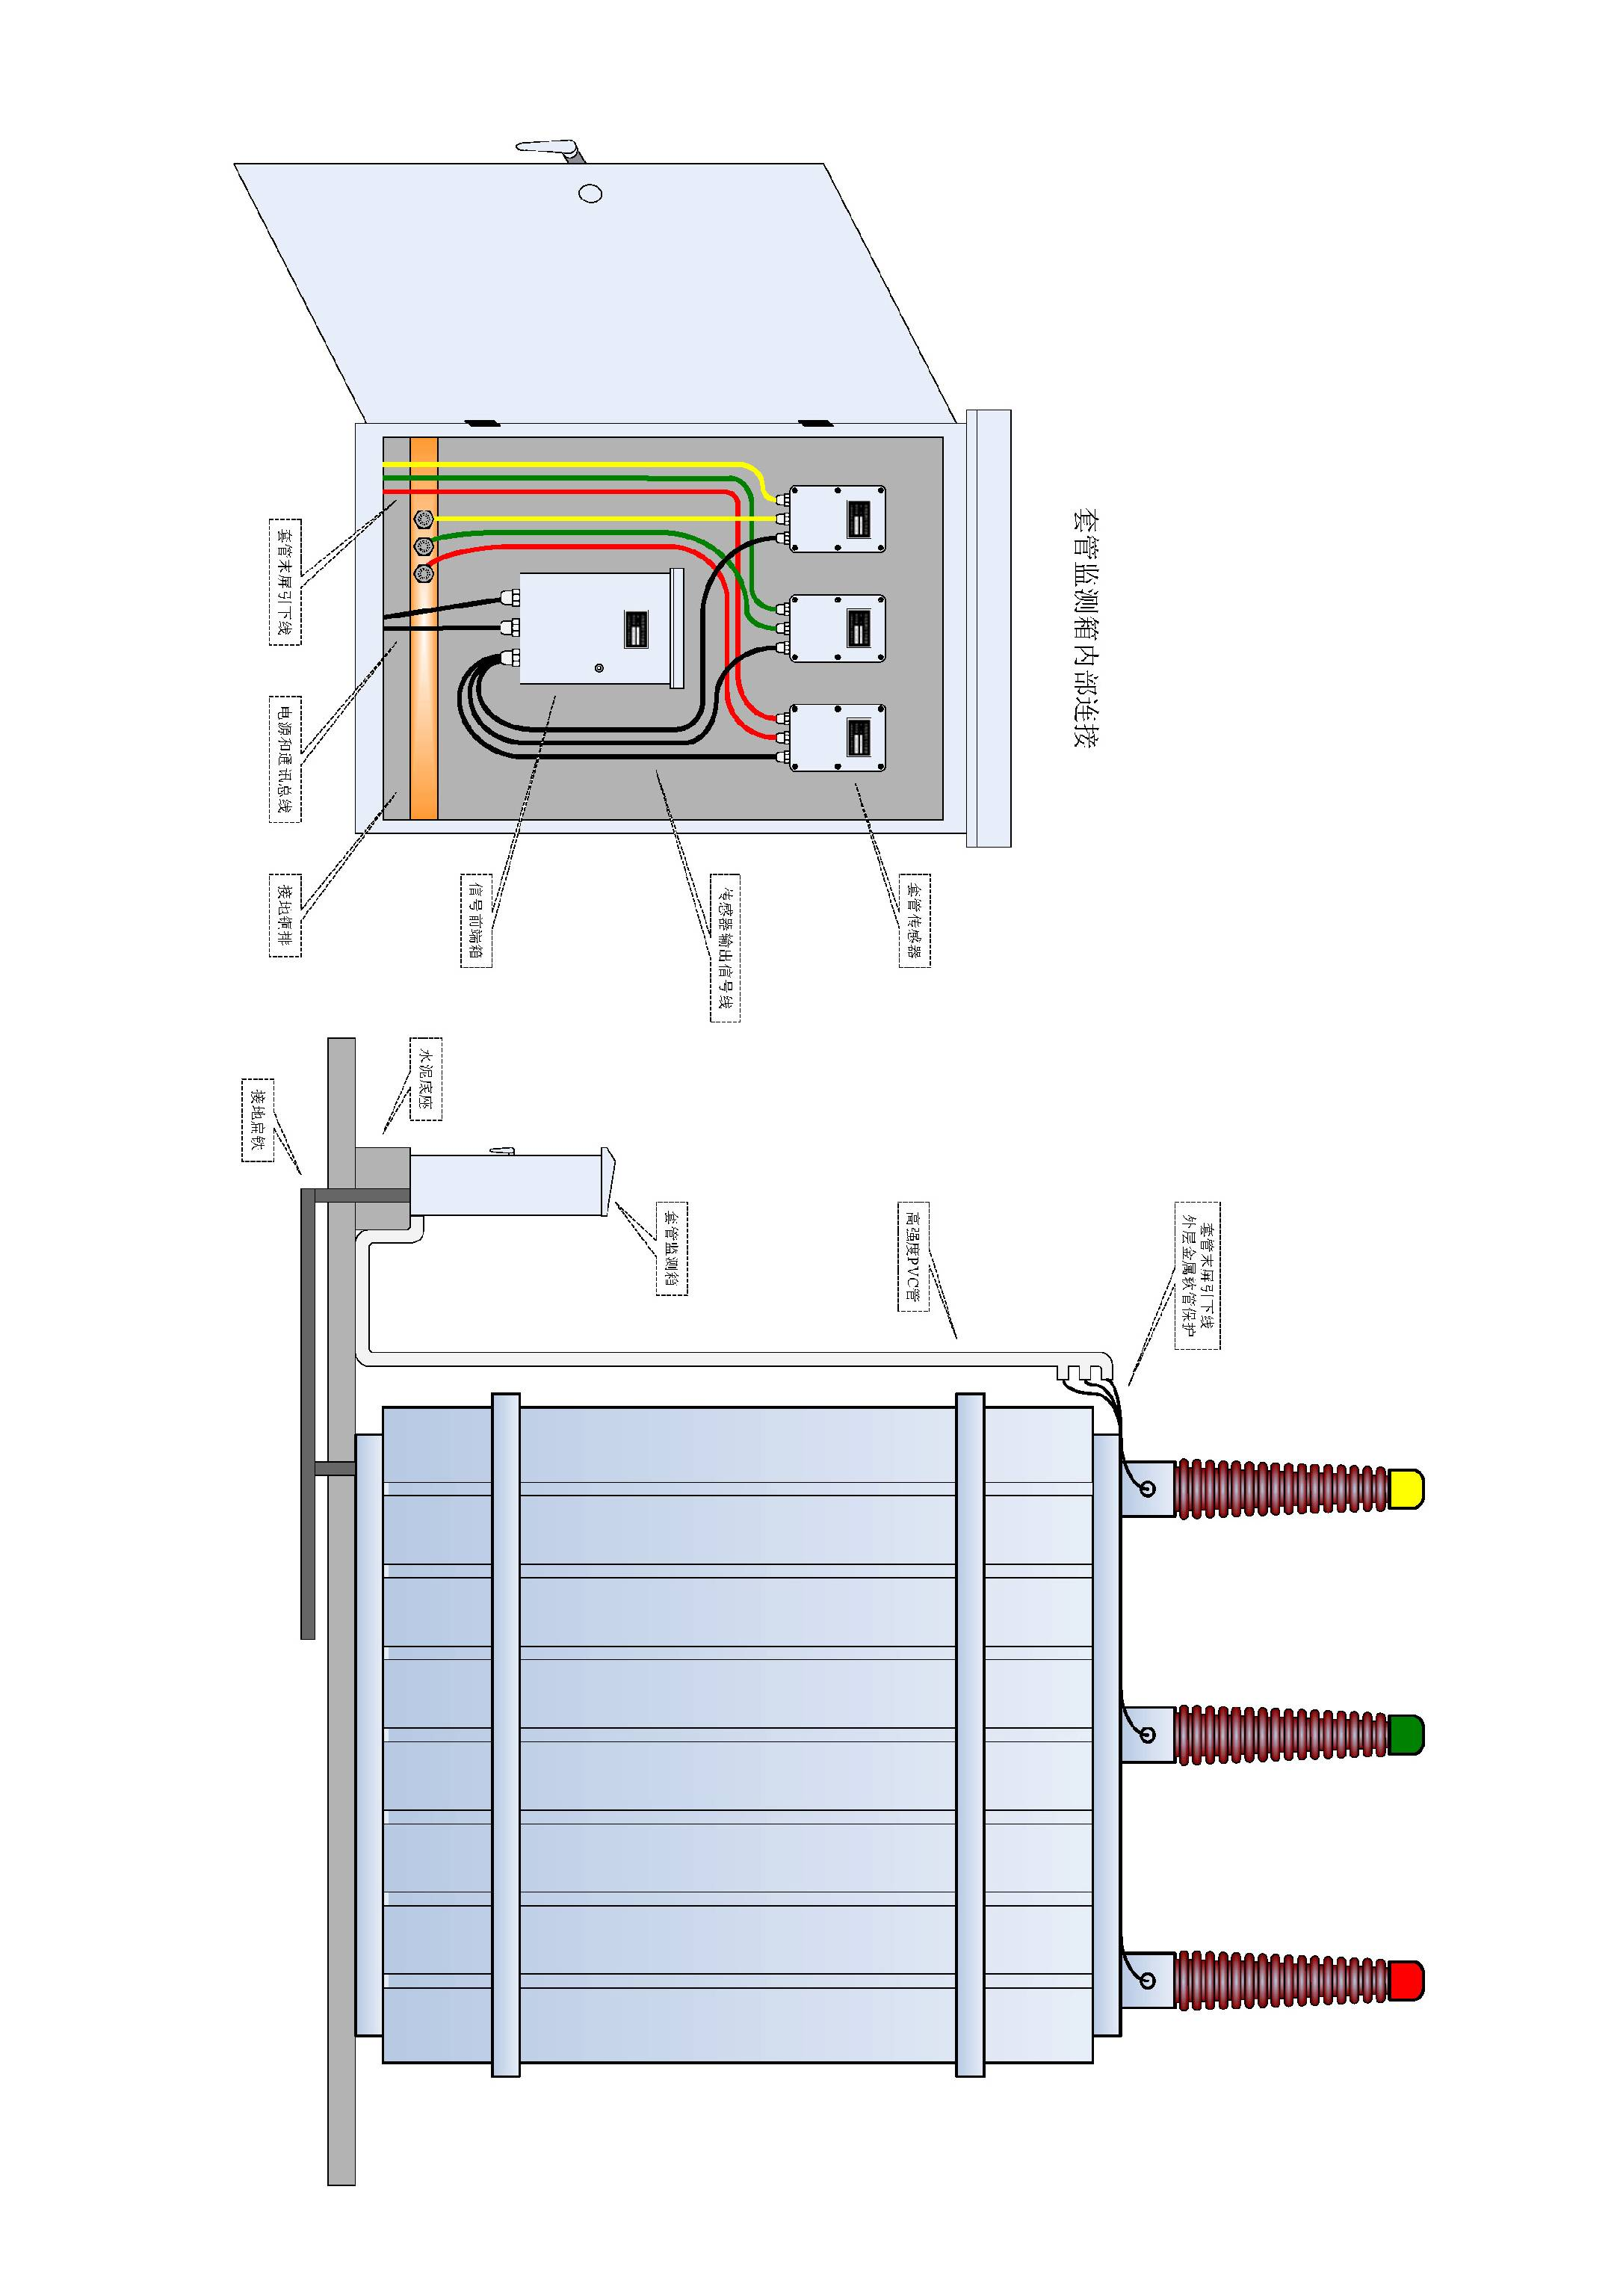 套管监测箱内部连接
套管传感器
传感器输出信号线
信号前端箱
套管末屏引下线
电源和通讯总线
接地铜排
套管末屏引下线
外层金属软管保护
高强度PVC管
套管监测箱
水泥底座
接地扁铁